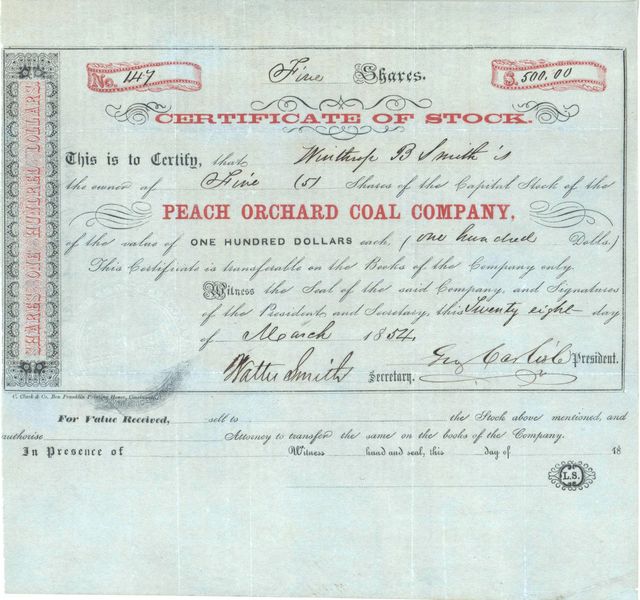 No. 147
Five Shares.
$. 500.00
CERTIFICATE OF STOCK.
SHARES ONE HUNDRED DOLLARS
This is to Certify, that Winthrop B Smith is
the owner of Five (5) Shares of the Capital Stock of the
PEACH ORCHARD COAL COMPANY,
of the value of ONE HUNDRED DOLLARS each, (one hundred Dolls.)
This Certificate is transferable on the Books of the Company only.
Witness the Seal of the said Company, and Signatures
of the President and Secretary, this Twenty eight day
of March 1854
Watter Smith Secretary. Geo Carlisle President.
C. Clark & Co. Ben Franklin Printing House, Cincinnati.
For Value Received, sell to the Stock above mentioned, and
authorise Attorney to transfer the same on the books of the Company.
In Presence of Witness hand and seal, this day of 18
L.S.